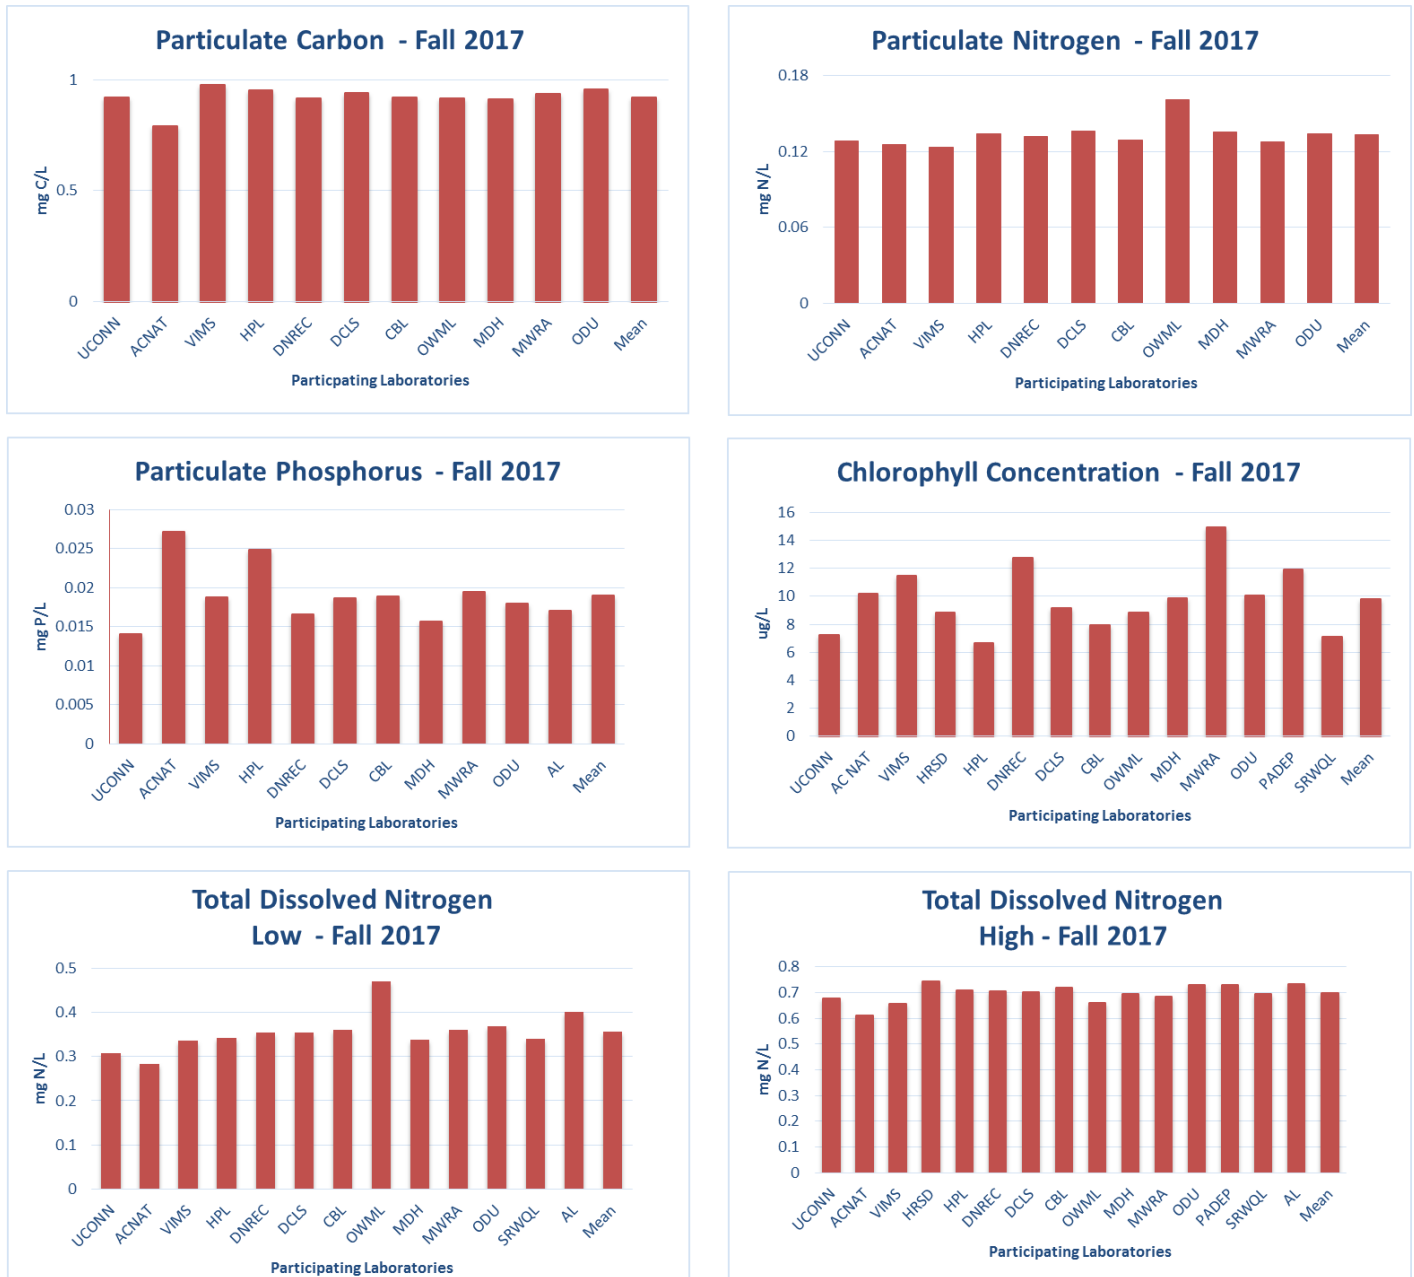 Particulate Carbon - Fall 2017
1
0.5
0
mg C/L
UCONN ACNAT VIMS HPL DNREC DCLS CBL OWML MDH MWRA ODU Mean
Particpating Laboratories
Particulate Nitrogen - Fall 2017
0.18
0.12
0.06
0
mg N/L
UCONN ACNAT VIMS HPL DNREC DCLS CBL OWML MDH MWRA ODU Mean
Participating Laboratories
Particulate Phosphorus - Fall 2017
0.03
0.025
0.02
0.015
0.01
0.005
0
mg P/L
UCONN ACNAT VIMS HPL DNREC DCLS CBL MDH MWRA ODU AL Mean
Participating Laboratories
Chlorophyll Concentration - Fall 2017
16
14
12
10
8
6
4
2
0
ug/L
UCONN AC NAT VIMS HRSD HPL DNREC DCLS CBL OWML MDH MWRA ODU PADEP SRWQL Mean
Participating Laboratories
Total Dissolved Nitrogen
Low - Fall 2017
0.5
0.4
0.3
0.2
0.1
0
mg N/L
UCONN ACNAT VIMS HPL DNREC DCLS CBL OWML MDH MWRA ODU SRWQL AL Mean
Participating Laboratories
Total Dissolved Nitrogen
High - Fall 2017
0.8
0.7
0.6
0.5
0.4
0.3
0.2
0.1
0
mg N/L
UCONN ACNAT VIMS HRSD HPL DNREC DCLS CBL OWML MDH MWRA ODU PADEP SRWQL AL Mean
Participating Laboratories